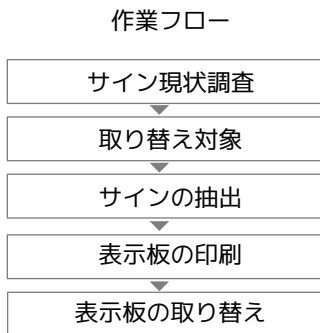 作業フロー
サイン現状調査
取り替え対象
サインの抽出
表示板の印刷
表示板の取り替え